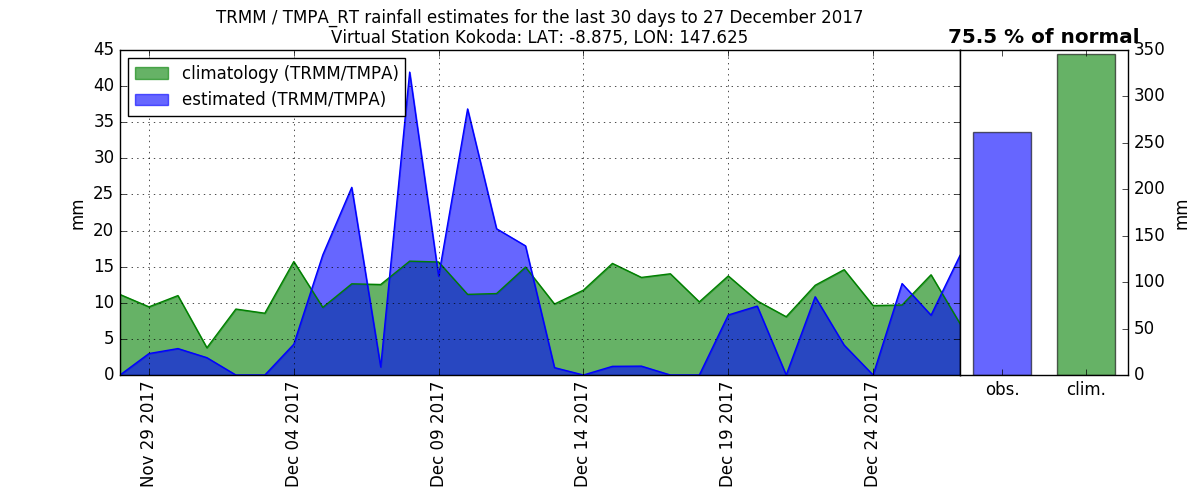 TRMM / TMPA_RT rainfall estimates for the last 30 days to 27 December 2017
Virtual Station Kokoda: LAT: -8.875, LON: 147.625
75.5 % of normal
climatology (TRMM/TMPA)
estimated (TRMM/TMPA)
45
40
35
30
25
20
15
10
5
0
mm
Nov 29 2017
Dec 04 2017
Dec 09 2017
Dec 14 2017
Dec 19 2017
Dec 24 2017
obs.
clim.
350
300
250
200
150
100
50
0
mm